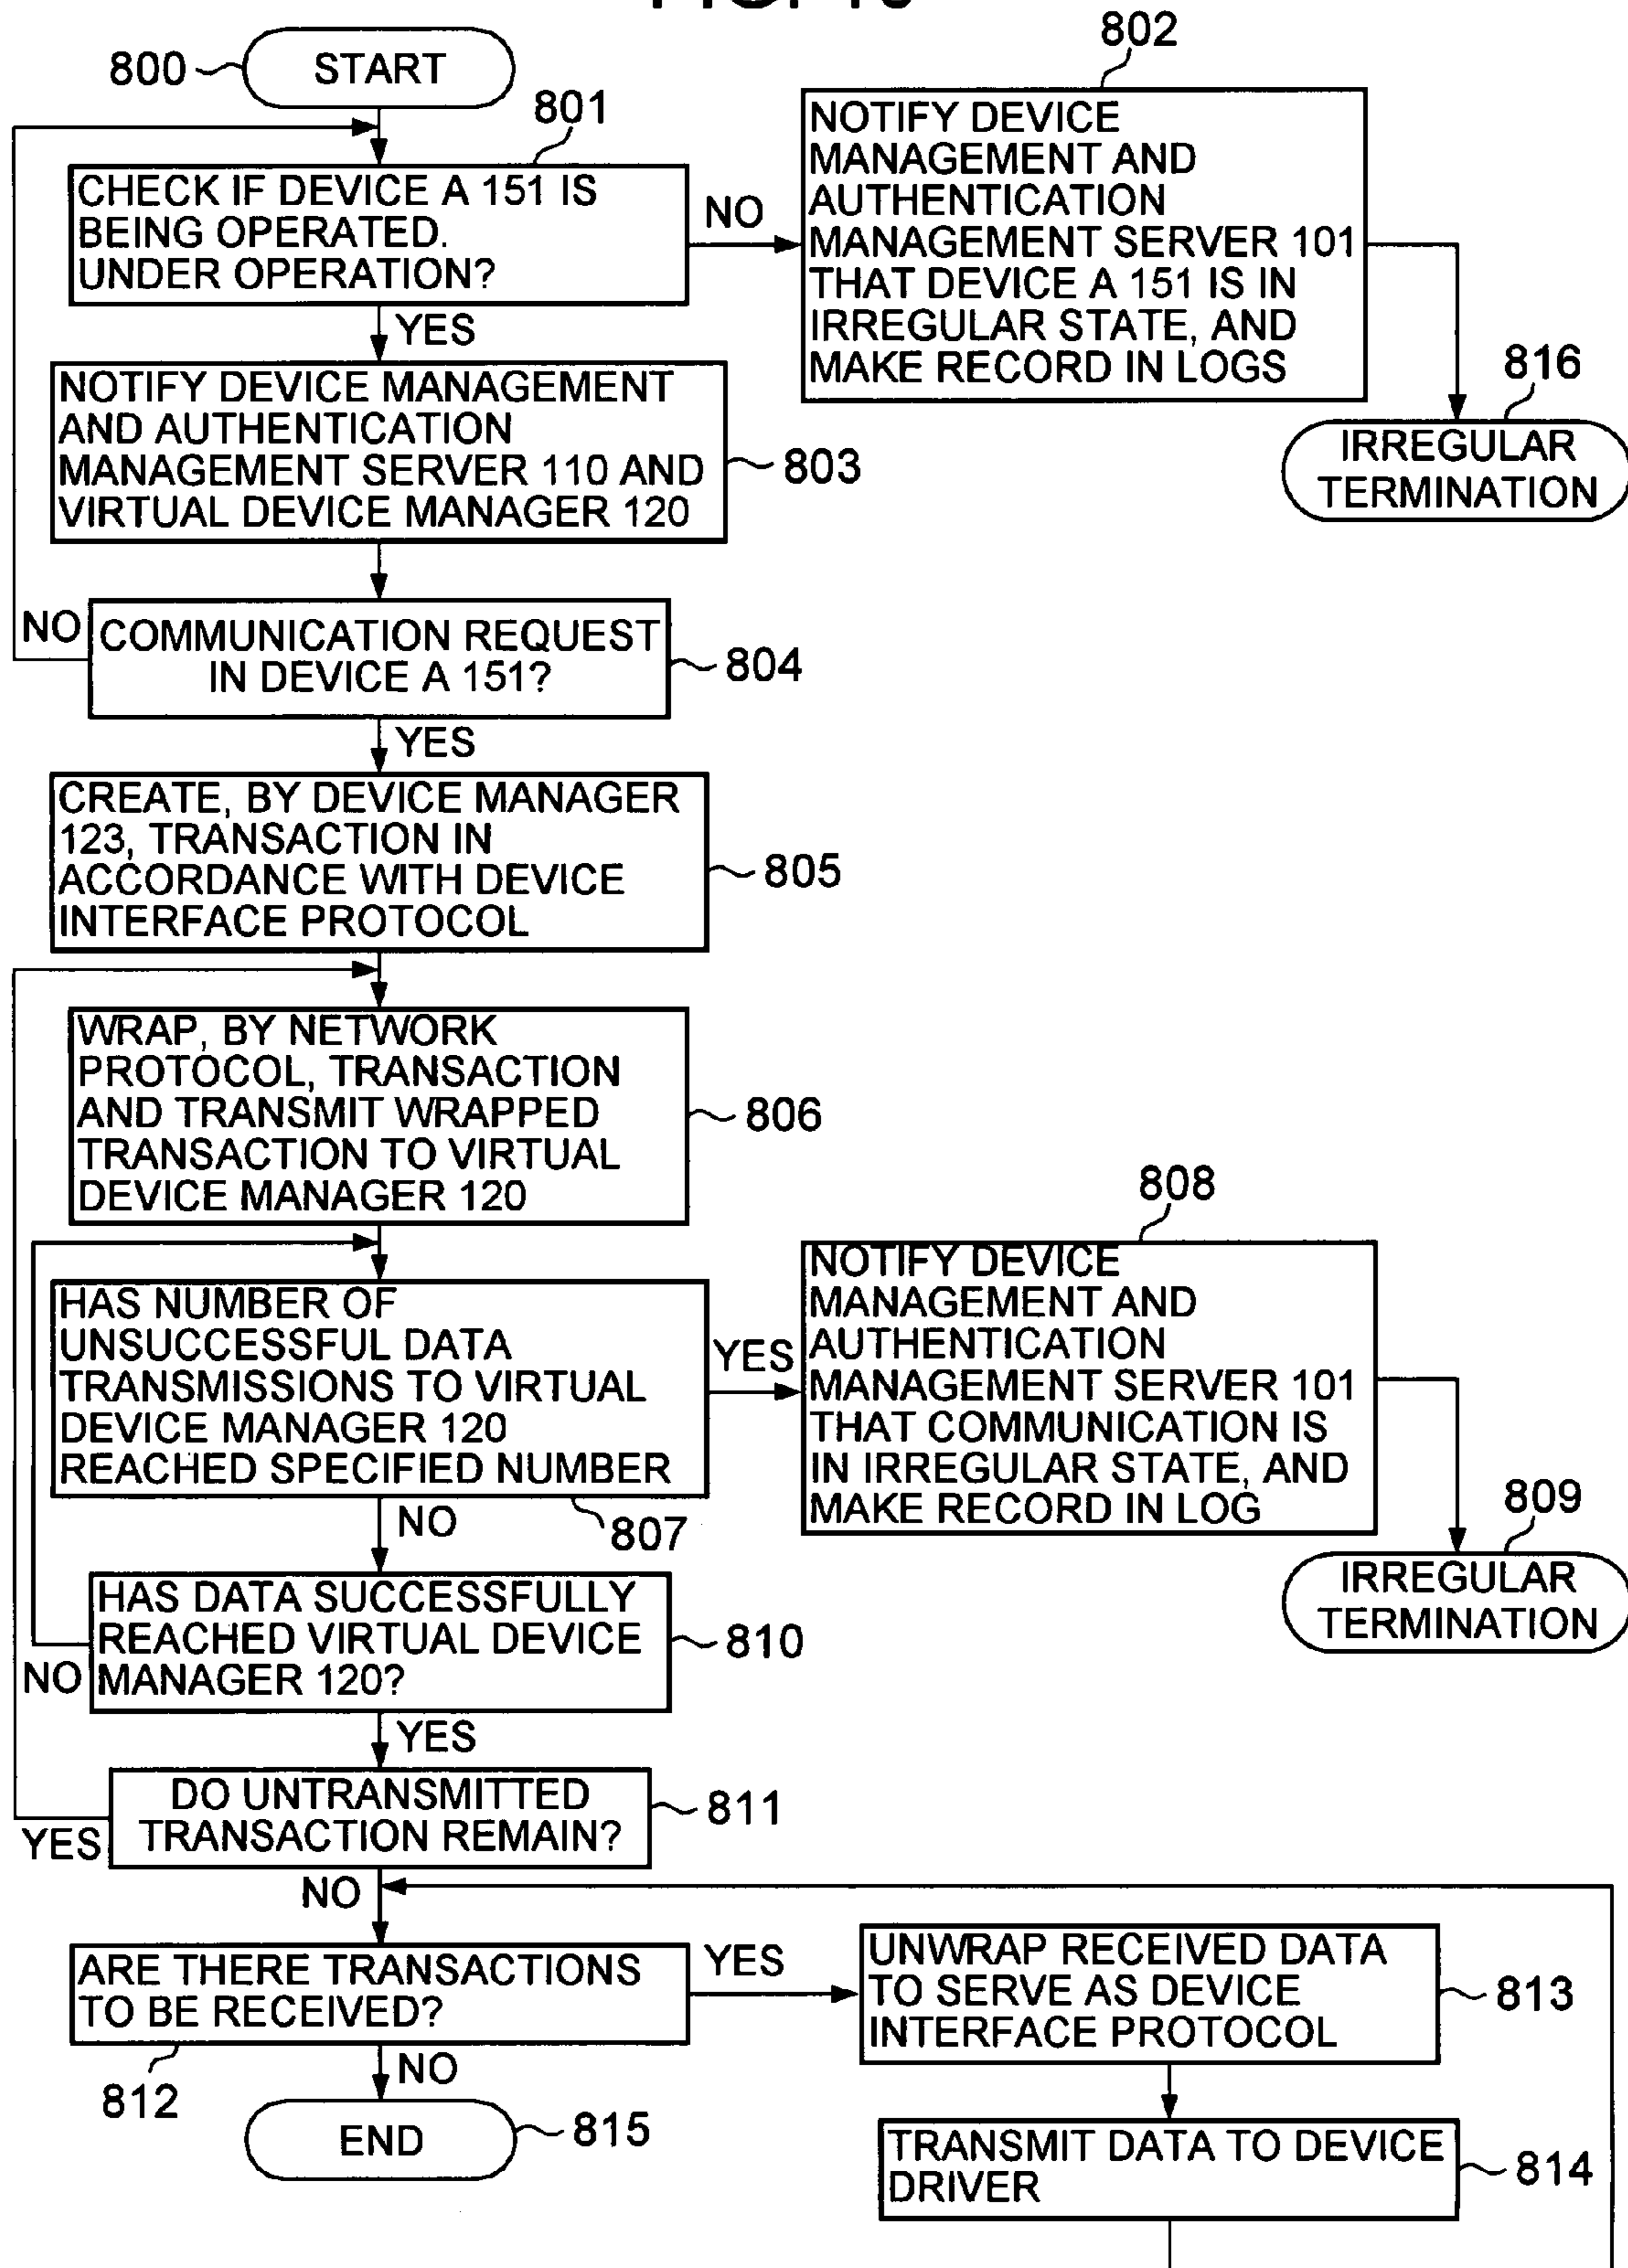 800
START
801
CHECK IF DEVICE A 151 IS
BEING OPERATED.
UNDER OPERATION?
NO
802
NOTIFY DEVICE
MANAGEMENT AND
AUTHENTICATION
MANAGEMENT SERVER 101
THAT DEVICE A 151 IS IN
IRREGULAR STATE, AND
MAKE RECORD IN LOGS
816
IRREGULAR
TERMINATION
YES
NOTIFY DEVICE MANAGEMENT
AND AUTHENTICATION
MANAGEMENT SERVER 110 AND
VIRTUAL DEVICE MANAGER 120
803
NO
COMMUNICATION REQUEST
IN DEVICE A 151?
804
YES
CREATE, BY DEVICE MANAGER
123, TRANSACTION IN
ACCORDANCE WITH DEVICE
INTERFACE PROTOCOL
805
WRAP, BY NETWORK
PROTOCOL, TRANSACTION
AND TRANSMIT WRAPPED
TRANSACTION TO VIRTUAL
DEVICE MANAGER 120
806
HAS NUMBER OF
UNSUCCESSFUL DATA
TRANSMISSIONS TO VIRTUAL
DEVICE MANAGER 120
REACHED SPECIFIED NUMBER
807
YES
808
NOTIFY DEVICE
MANAGEMENT AND
AUTHENTICATION
MANAGEMENT SERVER 101
THAT COMMUNICATION IS
IN IRREGULAR STATE, AND
MAKE RECORD IN LOG
809
IRREGULAR
TERMINATION
NO
HAS DATA SUCCESSFULLY
REACHED VIRTUAL DEVICE
MANAGER 120?
810
NO
YES
DO UNTRANSMITTED
TRANSACTION REMAIN?
811
YES
NO
ARE THERE TRANSACTIONS
TO BE RECEIVED?
812
YES
UNWRAP RECEIVED DATA
TO SERVE AS DEVICE
INTERFACE PROTOCOL
813
NO
END
815
TRANSMIT DATA TO DEVICE
DRIVER
814